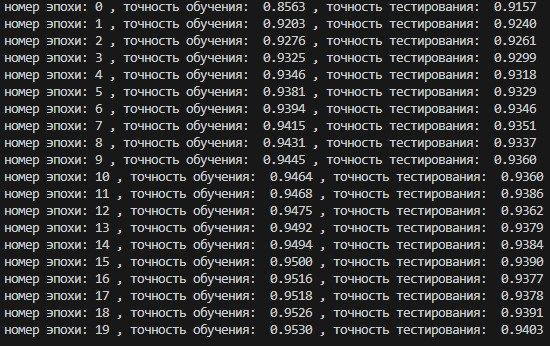 номер эпохи: 0 , точность обучения:  0.8563 , точность тестирования:  0.9157
номер эпохи: 1 , точность обучения:  0.9203 , точность тестирования:  0.9240
номер эпохи: 2 , точность обучения:  0.9276 , точность тестирования:  0.9261
номер эпохи: 3 , точность обучения:  0.9325 , точность тестирования:  0.9299
номер эпохи: 4 , точность обучения:  0.9346 , точность тестирования:  0.9318
номер эпохи: 5 , точность обучения:  0.9381 , точность тестирования:  0.9329
номер эпохи: 6 , точность обучения:  0.9394 , точность тестирования:  0.9346
номер эпохи: 7 , точность обучения:  0.9415 , точность тестирования:  0.9351
номер эпохи: 8 , точность обучения:  0.9431 , точность тестирования:  0.9337
номер эпохи: 9 , точность обучения:  0.9445 , точность тестирования:  0.9360
номер эпохи: 10 , точность обучения:  0.9464 , точность тестирования:  0.9360
номер эпохи: 11 , точность обучения:  0.9468 , точность тестирования:  0.9386
номер эпохи: 12 , точность обучения:  0.9475 , точность тестирования:  0.9362
номер эпохи: 13 , точность обучения:  0.9492 , точность тестирования:  0.9379
номер эпохи: 14 , точность обучения:  0.9494 , точность тестирования:  0.9384
номер эпохи: 15 , точность обучения:  0.9500 , точность тестирования:  0.9390
номер эпохи: 16 , точность обучения:  0.9516 , точность тестирования:  0.9377
номер эпохи: 17 , точность обучения:  0.9518 , точность тестирования:  0.9378
номер эпохи: 18 , точность обучения:  0.9526 , точность тестирования:  0.9391
номер эпохи: 19 , точность обучения:  0.9530 , точность тестирования:  0.9403